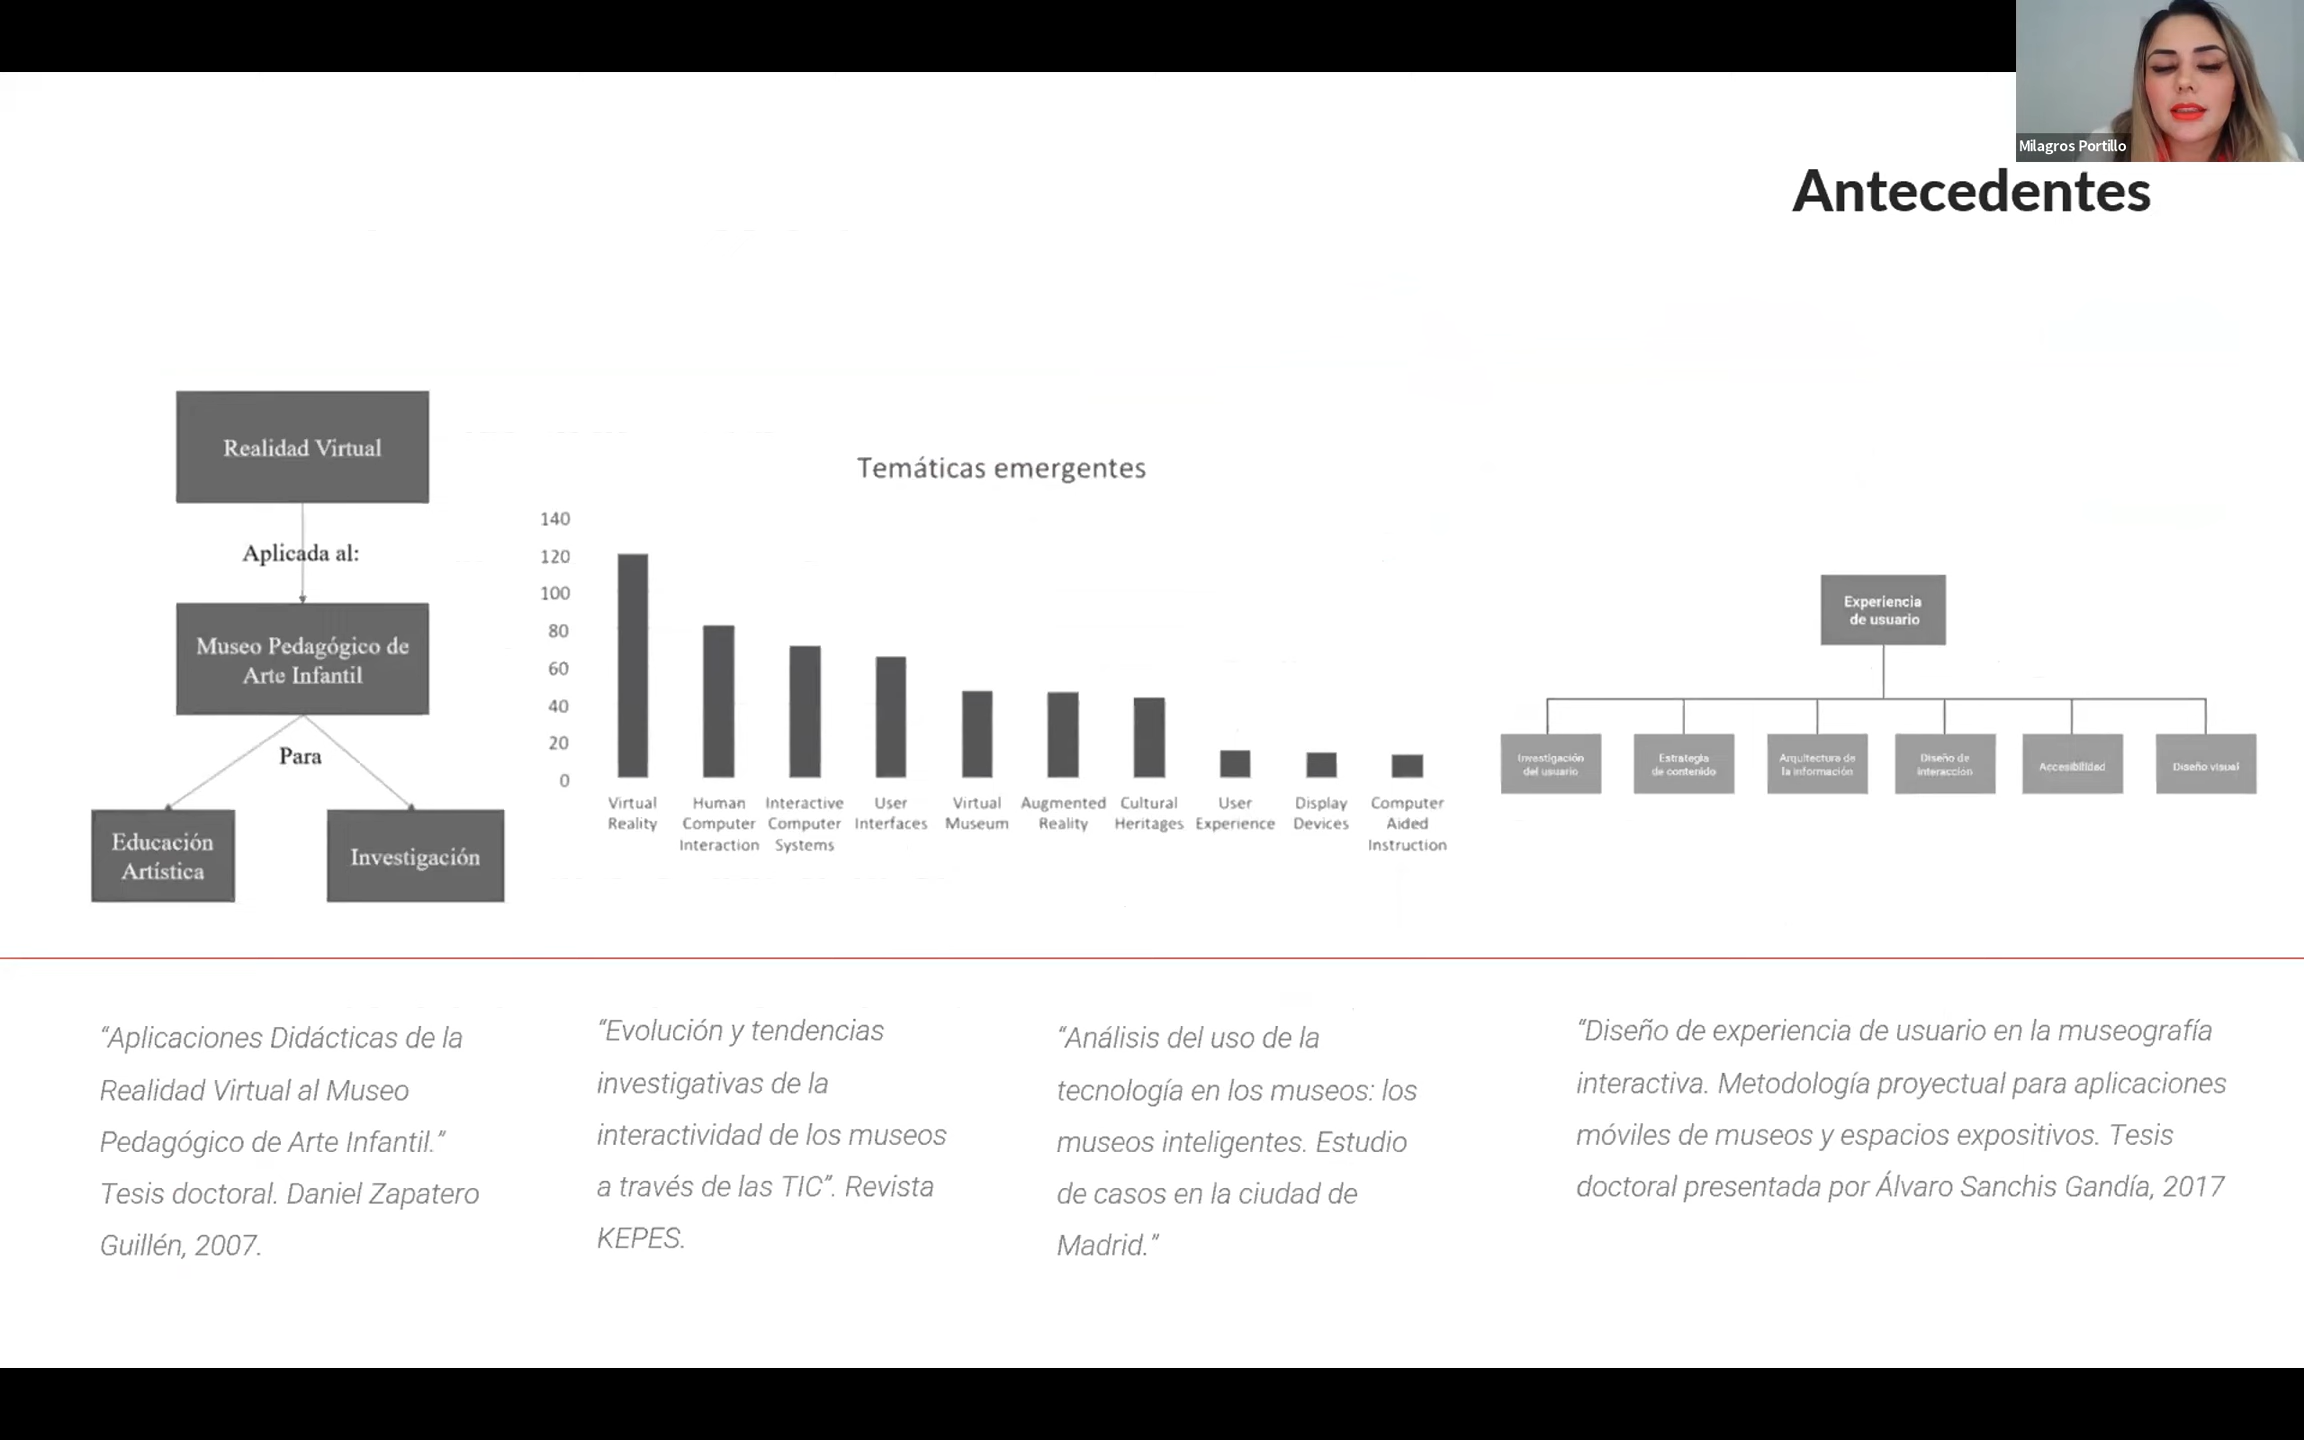 Milagros Portillo
Antecedentes
Realidad Virtual
Aplicada al:
Museo Pedagógico de
Arte Infantil
Para
Educación
Artística
Investigación
Temáticas emergentes
140
120
100
80
60
40
20
0
Virtual
Reality
Human
Computer
Interaction
Interactive
Computer
Systems
User
Interfaces
Virtual
Museum
Augmented
Reality
Cultural
Heritages
User
Experience
Display
Devices
Computer
Aided
Instruction
Experiencia
de usuario
Investigación
del usuario
Estrategia
de contenido
Arquitectura de
la información
Diseño de
interacción
Accesibilidad
Diseño visual
“Aplicaciones Didácticas de la
Realidad Virtual al Museo
Pedagógico de Arte Infantil.”
Tesis doctoral. Daniel Zapatero
Guillén, 2007.
“Evolución y tendencias
investigativas de la
interactividad de los museos
a través de las TIC”. Revista
KEPES.
“Análisis del uso de la
tecnología en los museos: los
museos inteligentes. Estudio
de casos en la ciudad de
Madrid.”
“Diseño de experiencia de usuario en la museografía
interactiva. Metodología proyectual para aplicaciones
móviles de museos y espacios expositivos. Tesis
doctoral presentada por Álvaro Sanchis Gandía, 2017